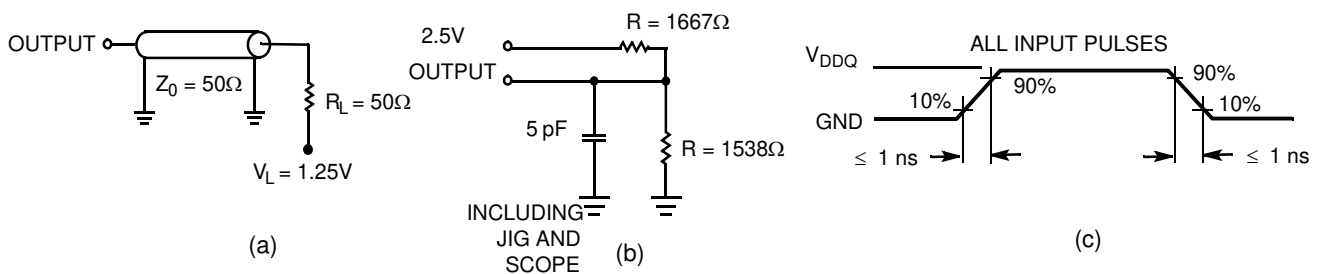 OUTPUT
Z0 = 50Ω
RL = 50Ω
VL = 1.25V
(a)
R = 1667Ω
2.5V
OUTPUT
5 pF
R = 1538Ω
INCLUDING
JIG AND
SCOPE
(b)
ALL INPUT PULSES
VDDQ
GND
10%
90%
90%
10%
≤ 1 ns
≤ 1 ns
(c)